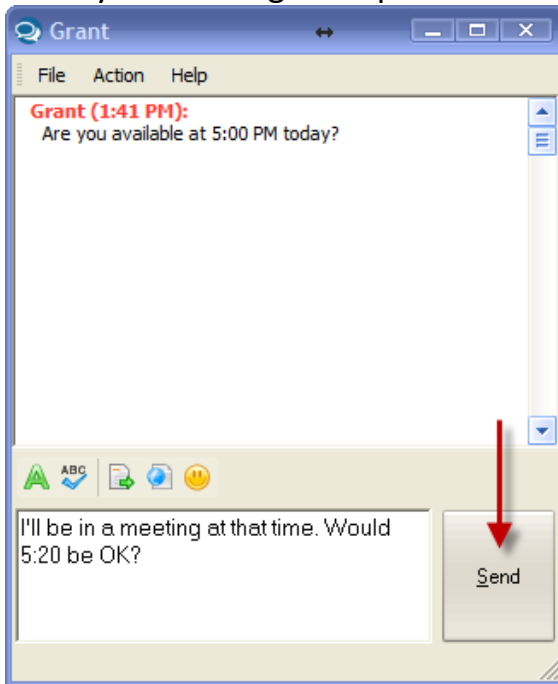 Grant
File Action Help
Grant (1:41 PM):
Are you available at 5:00 PM today?
ABC
I'll be in a meeting at that time. Would
5:20 be OK?
Send